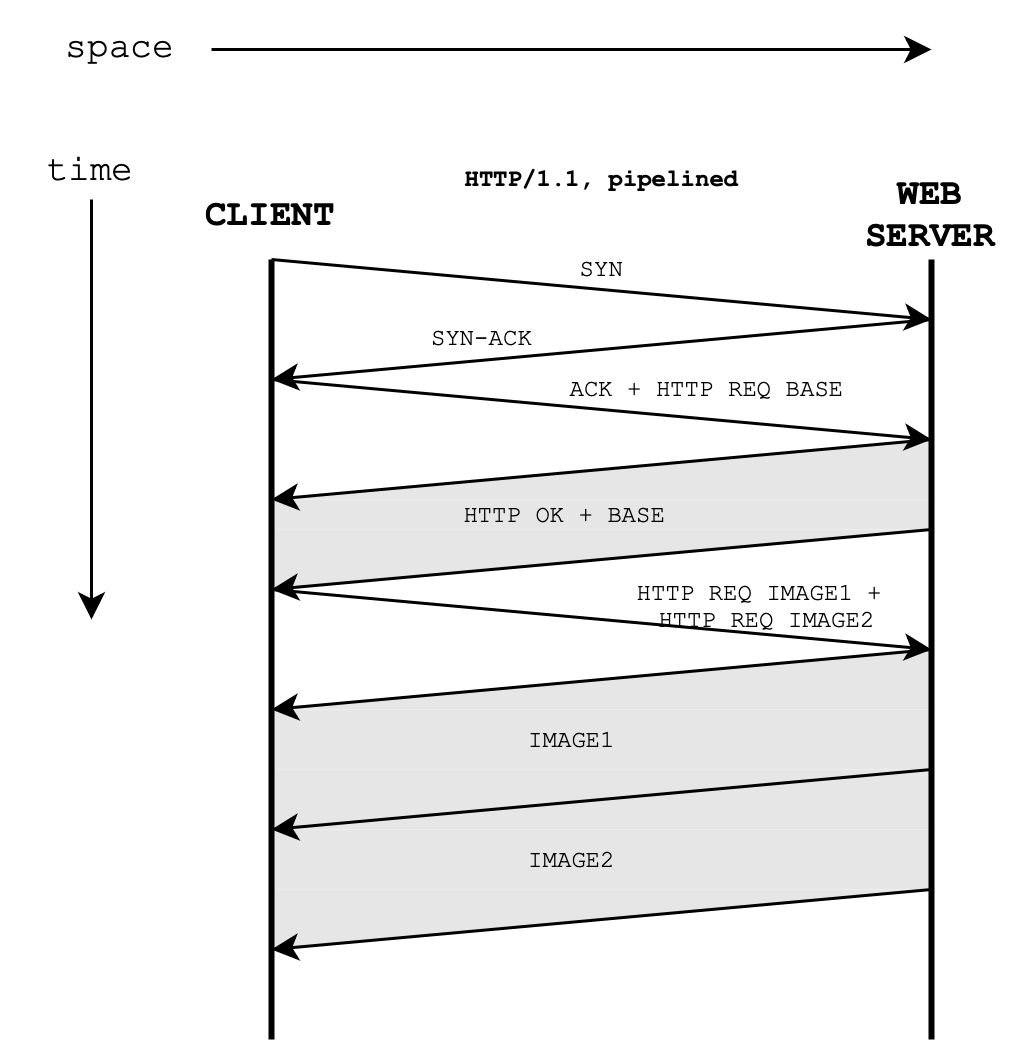 space
time
HTTP/1.1, pipelined
CLIENT
WEB
SERVER
SYN
SYN-ACK
ACK + HTTP REQ BASE
HTTP OK + BASE
HTTP REQ IMAGE1 +
HTTP REQ IMAGE2
IMAGE1
IMAGE2